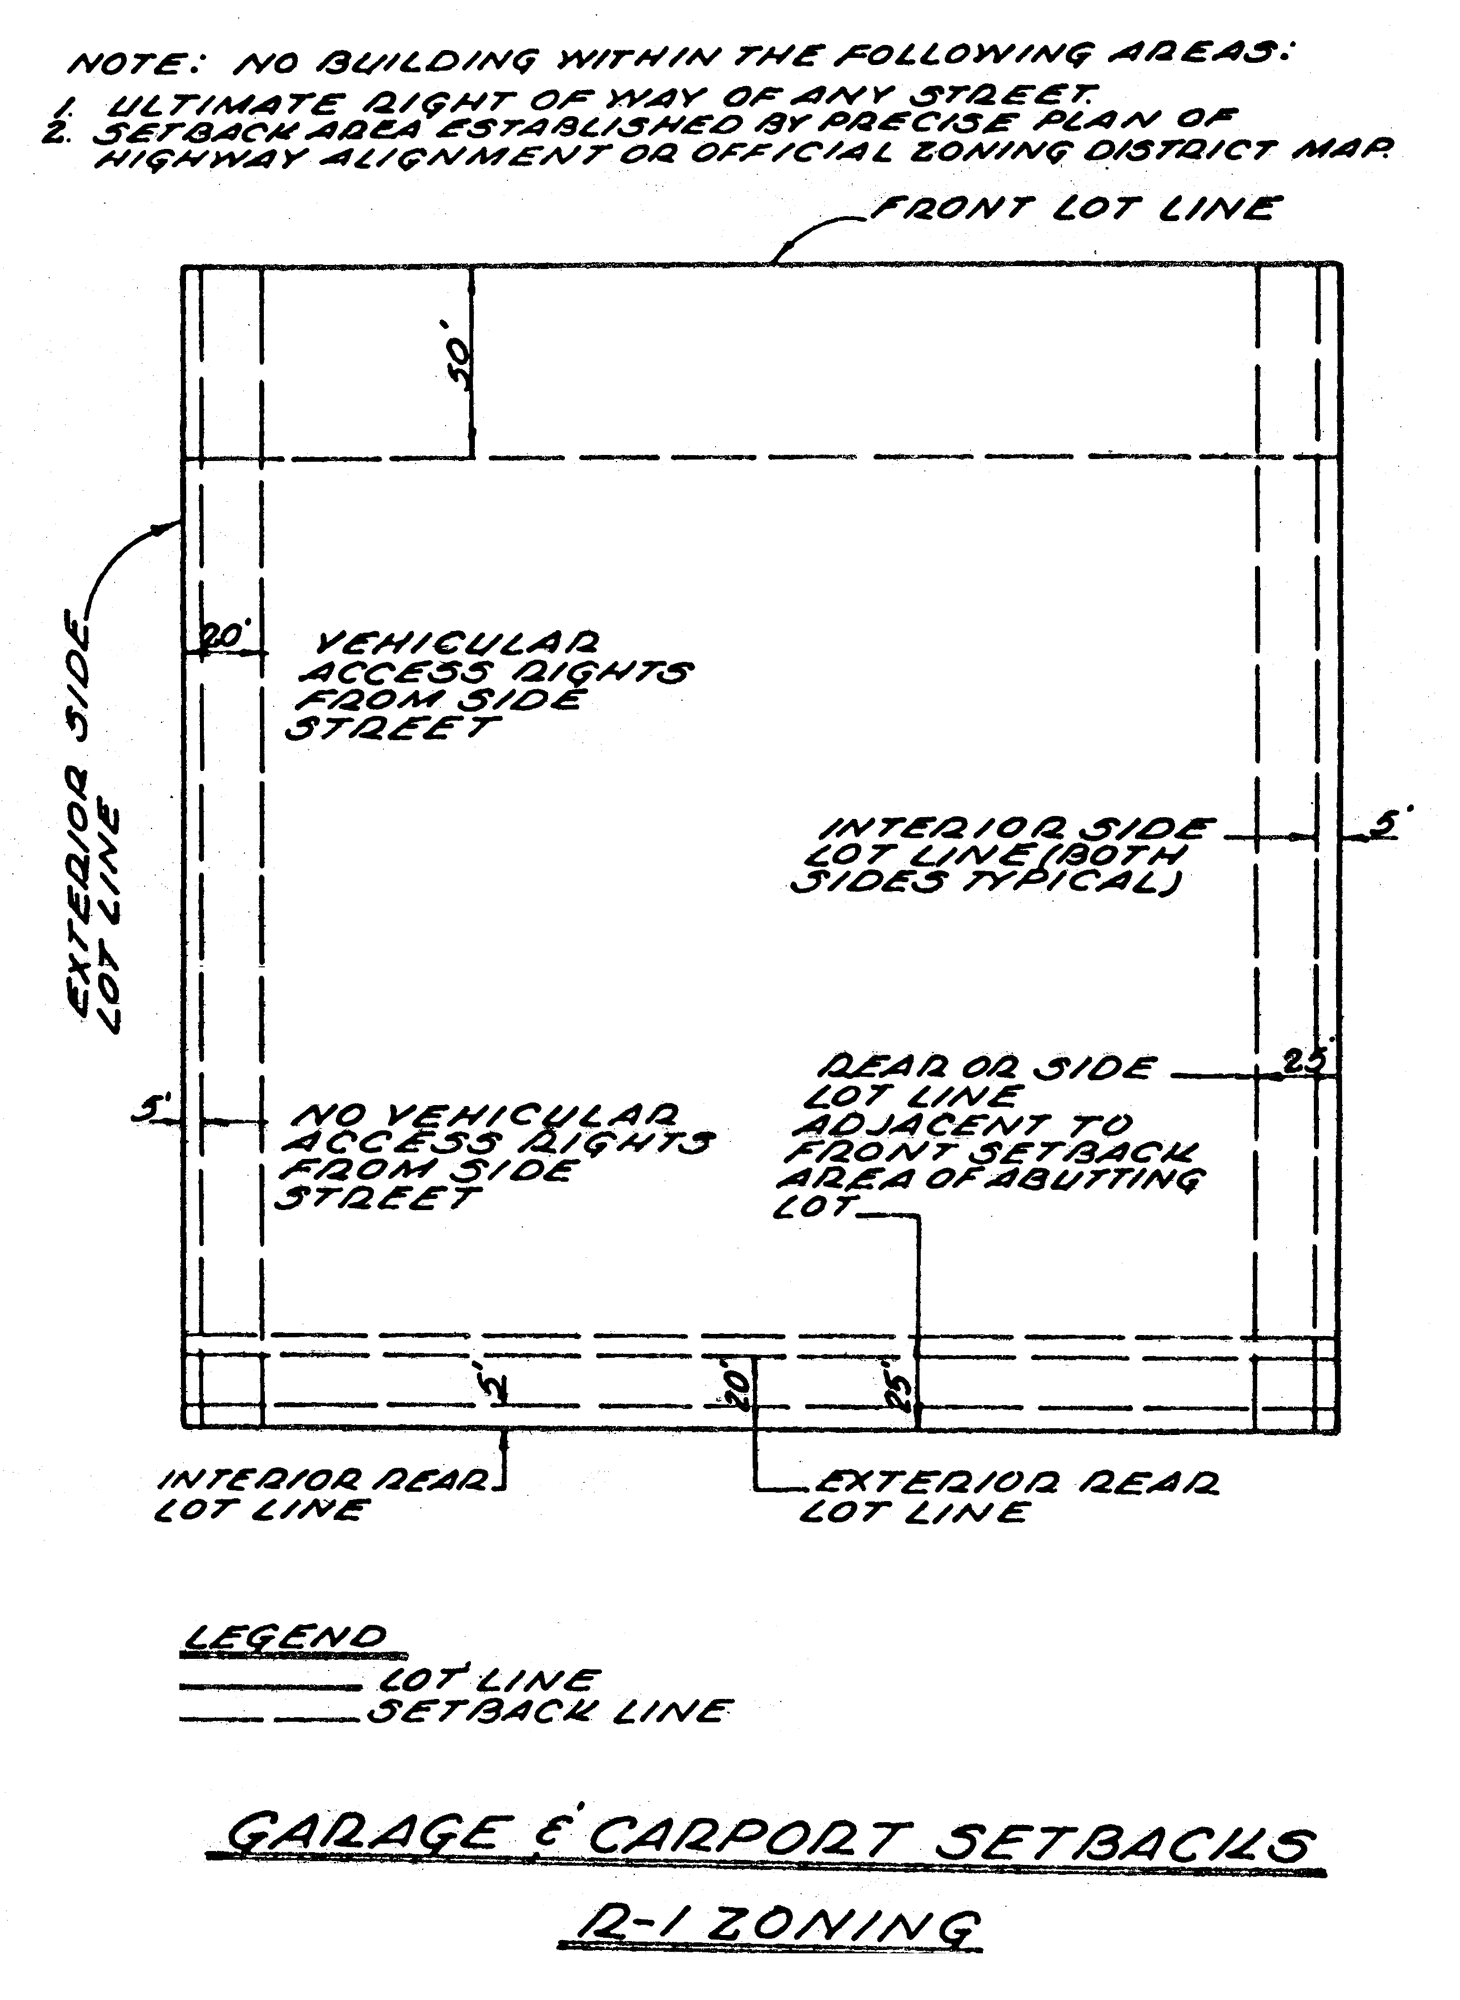 NOTE: NO BUILDING WITHIN THE FOLLOWING AREAS:
1. ULTIMATE RIGHT OF WAY OF ANY STREET.
2. SETBACK AREA ESTABLISHED BY PRECISE PLAN OF
HIGHWAY ALIGNMENT OR OFFICIAL ZONING DISTRICT MAP.
FRONT LOT LINE
50'
EXTERIOR SIDE
LOT LINE
20'
VEHICULAR
ACCESS RIGHTS
FROM SIDE
STREET
INTERIOR SIDE
LOT LINE (BOTH
SIDES TYPICAL)
5'
REAR OR SIDE
LOT LINE
ADJACENT TO
FRONT SETBACK
AREA OF ABUTTING
LOT
25'
5'
NO VEHICULAR
ACCESS RIGHTS
FROM SIDE
STREET
5'
20'
25'
INTERIOR REAR
LOT LINE
EXTERIOR REAR
LOT LINE
LEGEND
LOT LINE
SETBACK LINE
GARAGE & CARPORT SETBACKS
R-1 ZONING